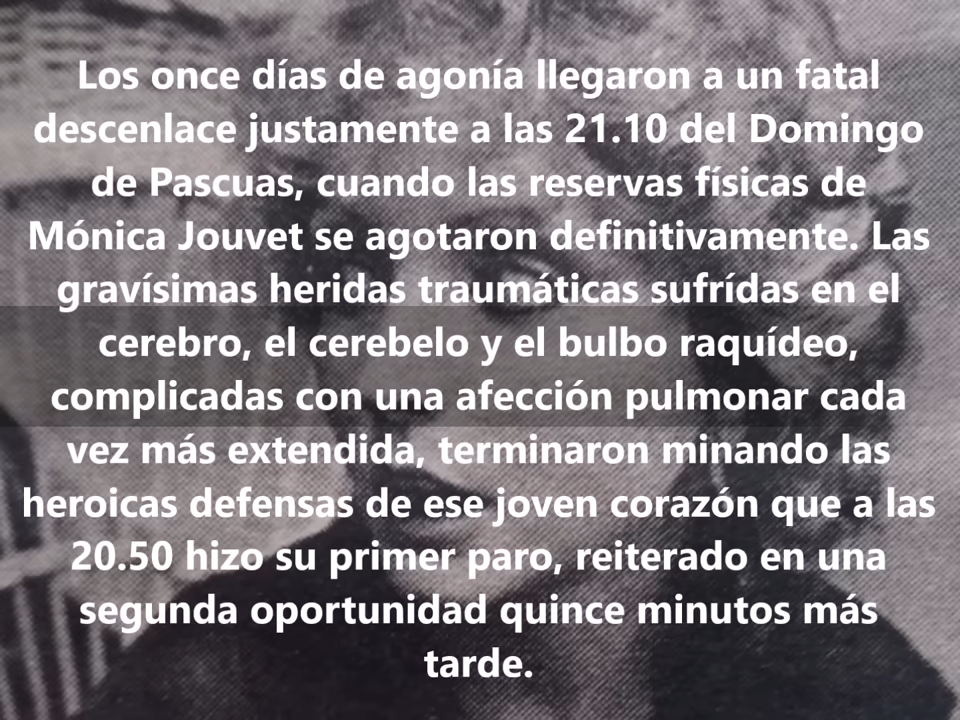 Los once días de agonía llegaron a un fatal
descenlace justamente a las 21.10 del Domingo
de Pascuas, cuando las reservas físicas de
Mónica Jouvet se agotaron definitivamente. Las
gravísimas heridas traumáticas sufrídas en el
cerebro, el cerebelo y el bulbo raquídeo,
complicadas con una afección pulmonar cada
vez más extendida, terminaron minando las
heroicas defensas de ese joven corazón que a las
20.50 hizo su primer paro, reiterado en una
segunda oportunidad quince minutos más
tarde.